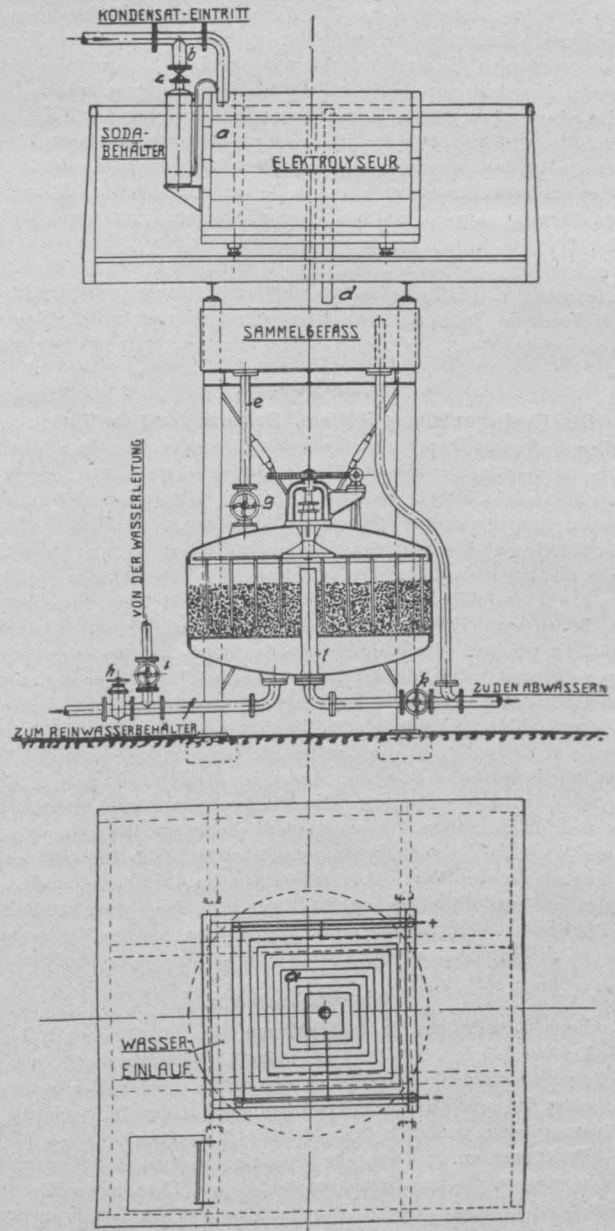 KONDENSAT-EINTRITT
b
c
SODA-
BEHÄLTER
a
ELEKTROLYSEUR
d
SAMMELGEFÄSS
e
VON DER WASSERLEITUNG
g
h
i
l
k
ZU DEN ABWÄSSERN
ZUM REINWASSERBEHÄLTER
+
a
WASSER-
EINLAUF
-